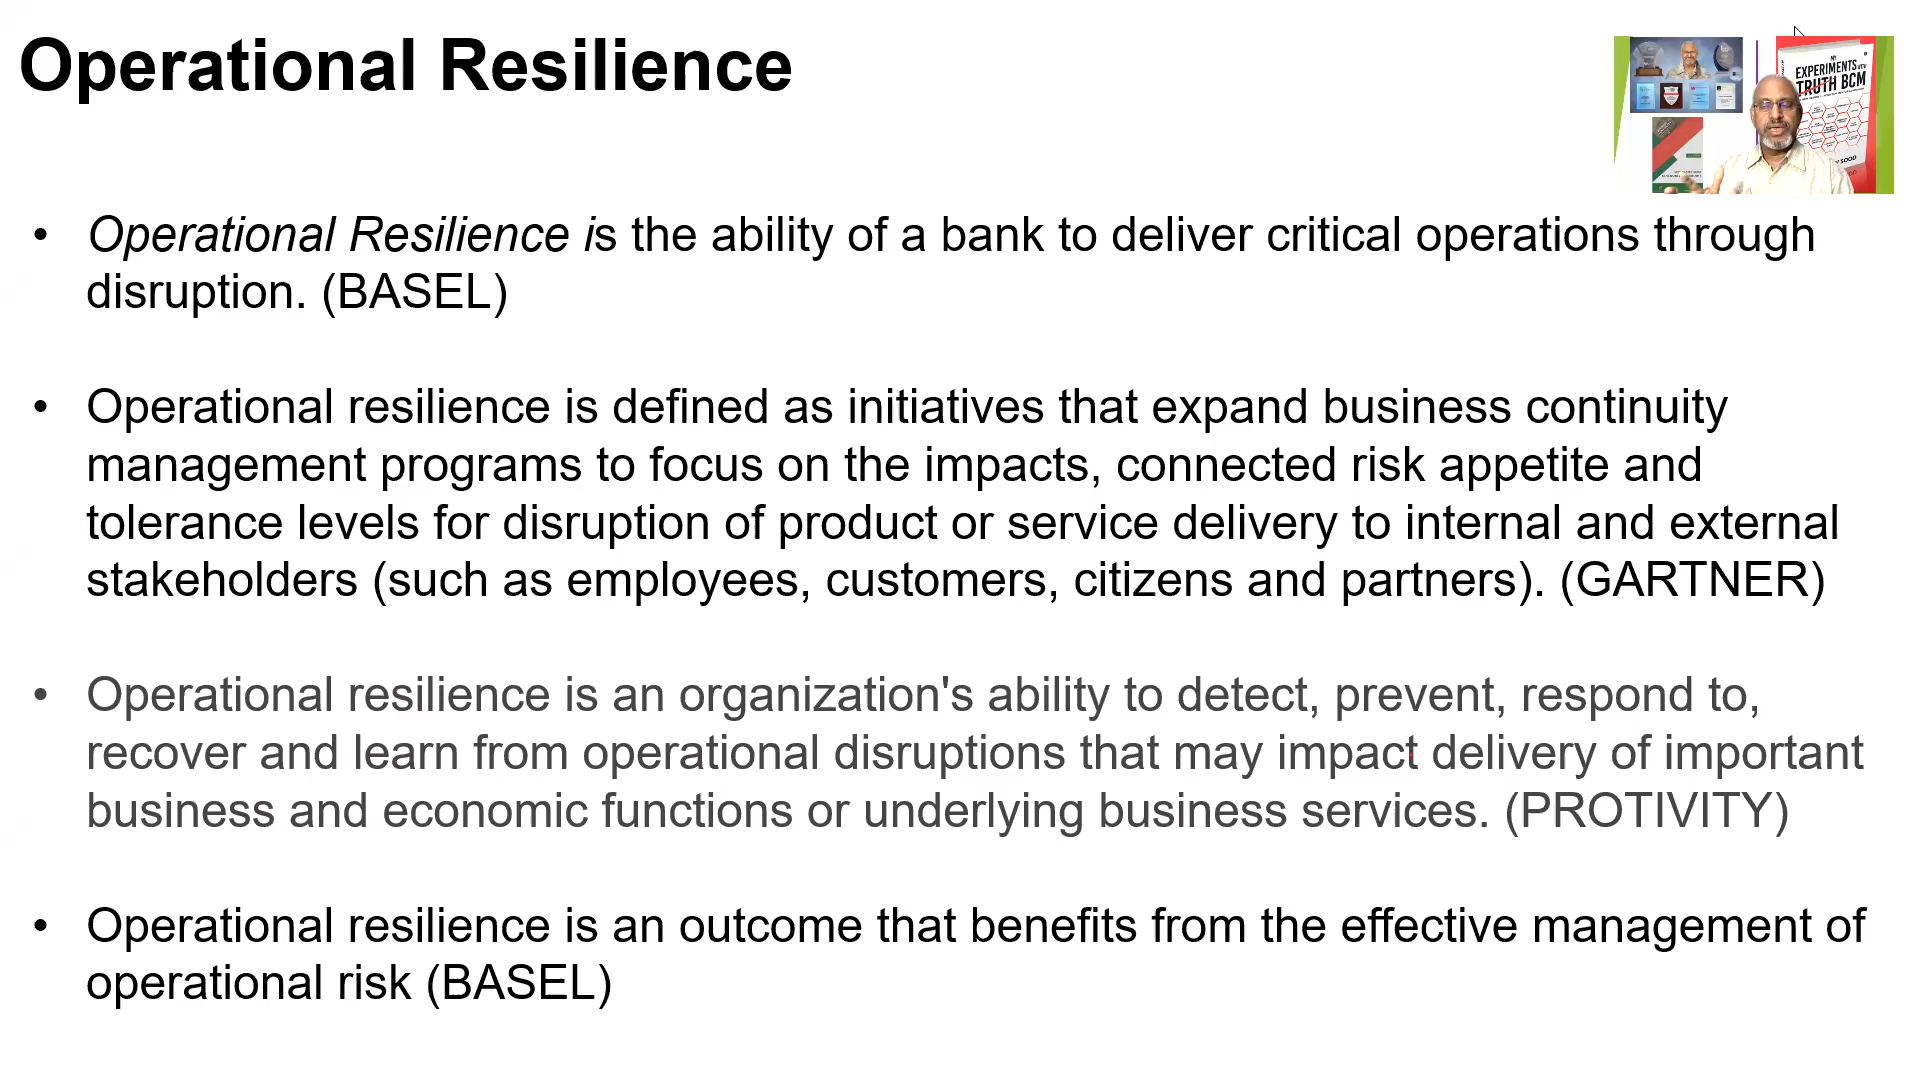 Operational Resilience
MY
EXPERIMENTS WITH
TRUTH BCM
SOOD
• Operational Resilience is the ability of a bank to deliver critical operations through
disruption. (BASEL)
• Operational resilience is defined as initiatives that expand business continuity
management programs to focus on the impacts, connected risk appetite and
tolerance levels for disruption of product or service delivery to internal and external
stakeholders (such as employees, customers, citizens and partners). (GARTNER)
• Operational resilience is an organization's ability to detect, prevent, respond to,
recover and learn from operational disruptions that may impact delivery of important
business and economic functions or underlying business services. (PROTIVITY)
• Operational resilience is an outcome that benefits from the effective management of
operational risk (BASEL)